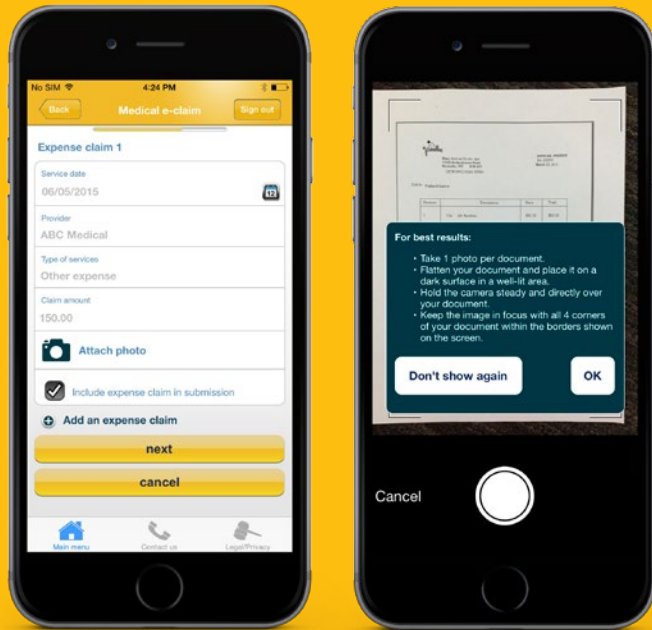 No SIM
4:24 PM
Back
Medical e-claim
Sign out
Expense claim 1
Service date
06/05/2015
12
Provider
ABC Medical
Type of services
Other expense
Claim amount
150.00
Attach photo
Include expense claim in submission
Add an expense claim
next
cancel
Main menu
Contact us
Legal/Privacy
For best results:
• Take 1 photo per document.
• Flatten your document and place it on a
dark surface in a well-lit area.
• Hold the camera steady and directly over
your document.
• Keep the image in focus with all 4 corners
of your document within the borders shown
on the screen.
Don't show again
OK
Cancel